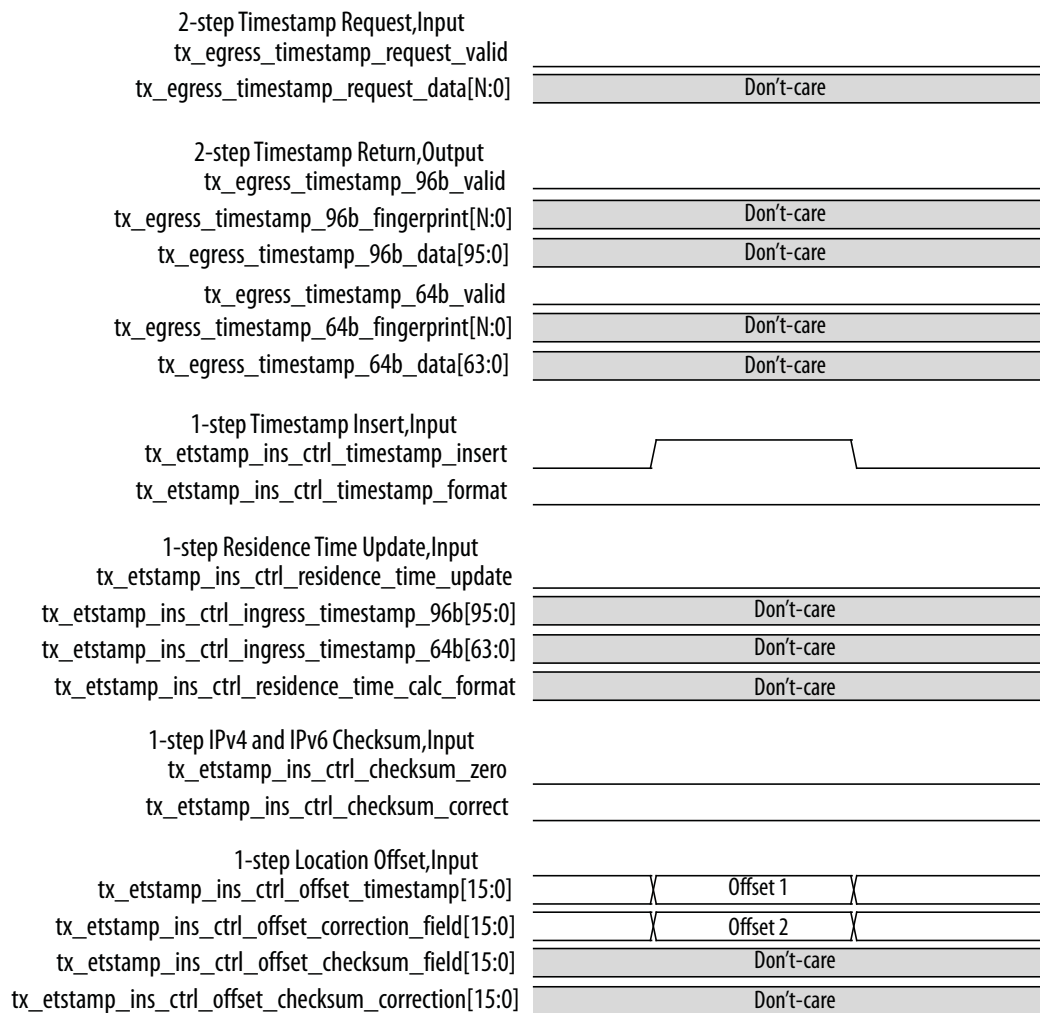 2-step Timestamp Request,Input
tx_egress_timestamp_request_valid
tx_egress_timestamp_request_data[N:0] Don't-care
2-step Timestamp Return,Output
tx_egress_timestamp_96b_valid
tx_egress_timestamp_96b_fingerprint[N:0] Don't-care
tx_egress_timestamp_96b_data[95:0] Don't-care
tx_egress_timestamp_64b_valid
tx_egress_timestamp_64b_fingerprint[N:0] Don't-care
tx_egress_timestamp_64b_data[63:0] Don't-care
1-step Timestamp Insert,Input
tx_etstamp_ins_ctrl_timestamp_insert
tx_etstamp_ins_ctrl_timestamp_format
1-step Residence Time Update,Input
tx_etstamp_ins_ctrl_residence_time_update
tx_etstamp_ins_ctrl_ingress_timestamp_96b[95:0] Don't-care
tx_etstamp_ins_ctrl_ingress_timestamp_64b[63:0] Don't-care
tx_etstamp_ins_ctrl_residence_time_calc_format Don't-care
1-step IPv4 and IPv6 Checksum,Input
tx_etstamp_ins_ctrl_checksum_zero
tx_etstamp_ins_ctrl_checksum_correct
1-step Location Offset,Input
tx_etstamp_ins_ctrl_offset_timestamp[15:0] Offset 1
tx_etstamp_ins_ctrl_offset_correction_field[15:0] Offset 2
tx_etstamp_ins_ctrl_offset_checksum_field[15:0] Don't-care
tx_etstamp_ins_ctrl_offset_checksum_correction[15:0] Don't-care